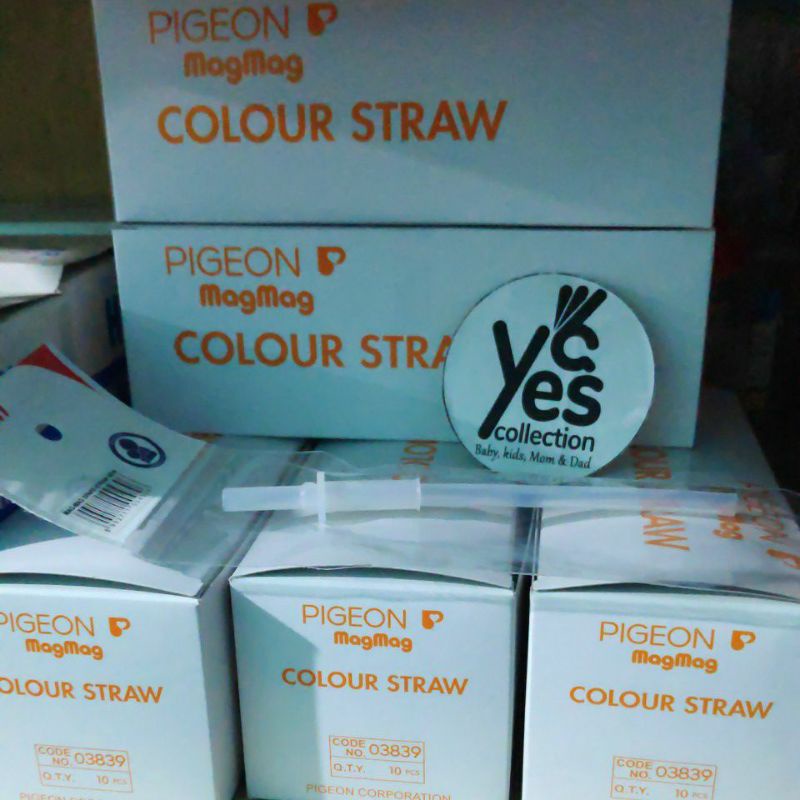 PIGEON
MagMag
COLOUR STRAW
PIGEON
MagMag
COLOUR STRA
yes
collection
Baby, kids, Mom & Dad
STRAW
PIGEON
MagMag
COLOUR STRAW
CODE NO. 03839
Q.T.Y. 10 PCS
PIGEON
MagMag
COLOUR STRAW
CODE NO. 03839
Q.T.Y. 10 PCS
PIGEON CORPORATION
PIGEON
MagMag
COLOUR STRAW
CODE NO. 03839
Q.T.Y. 10 PCS